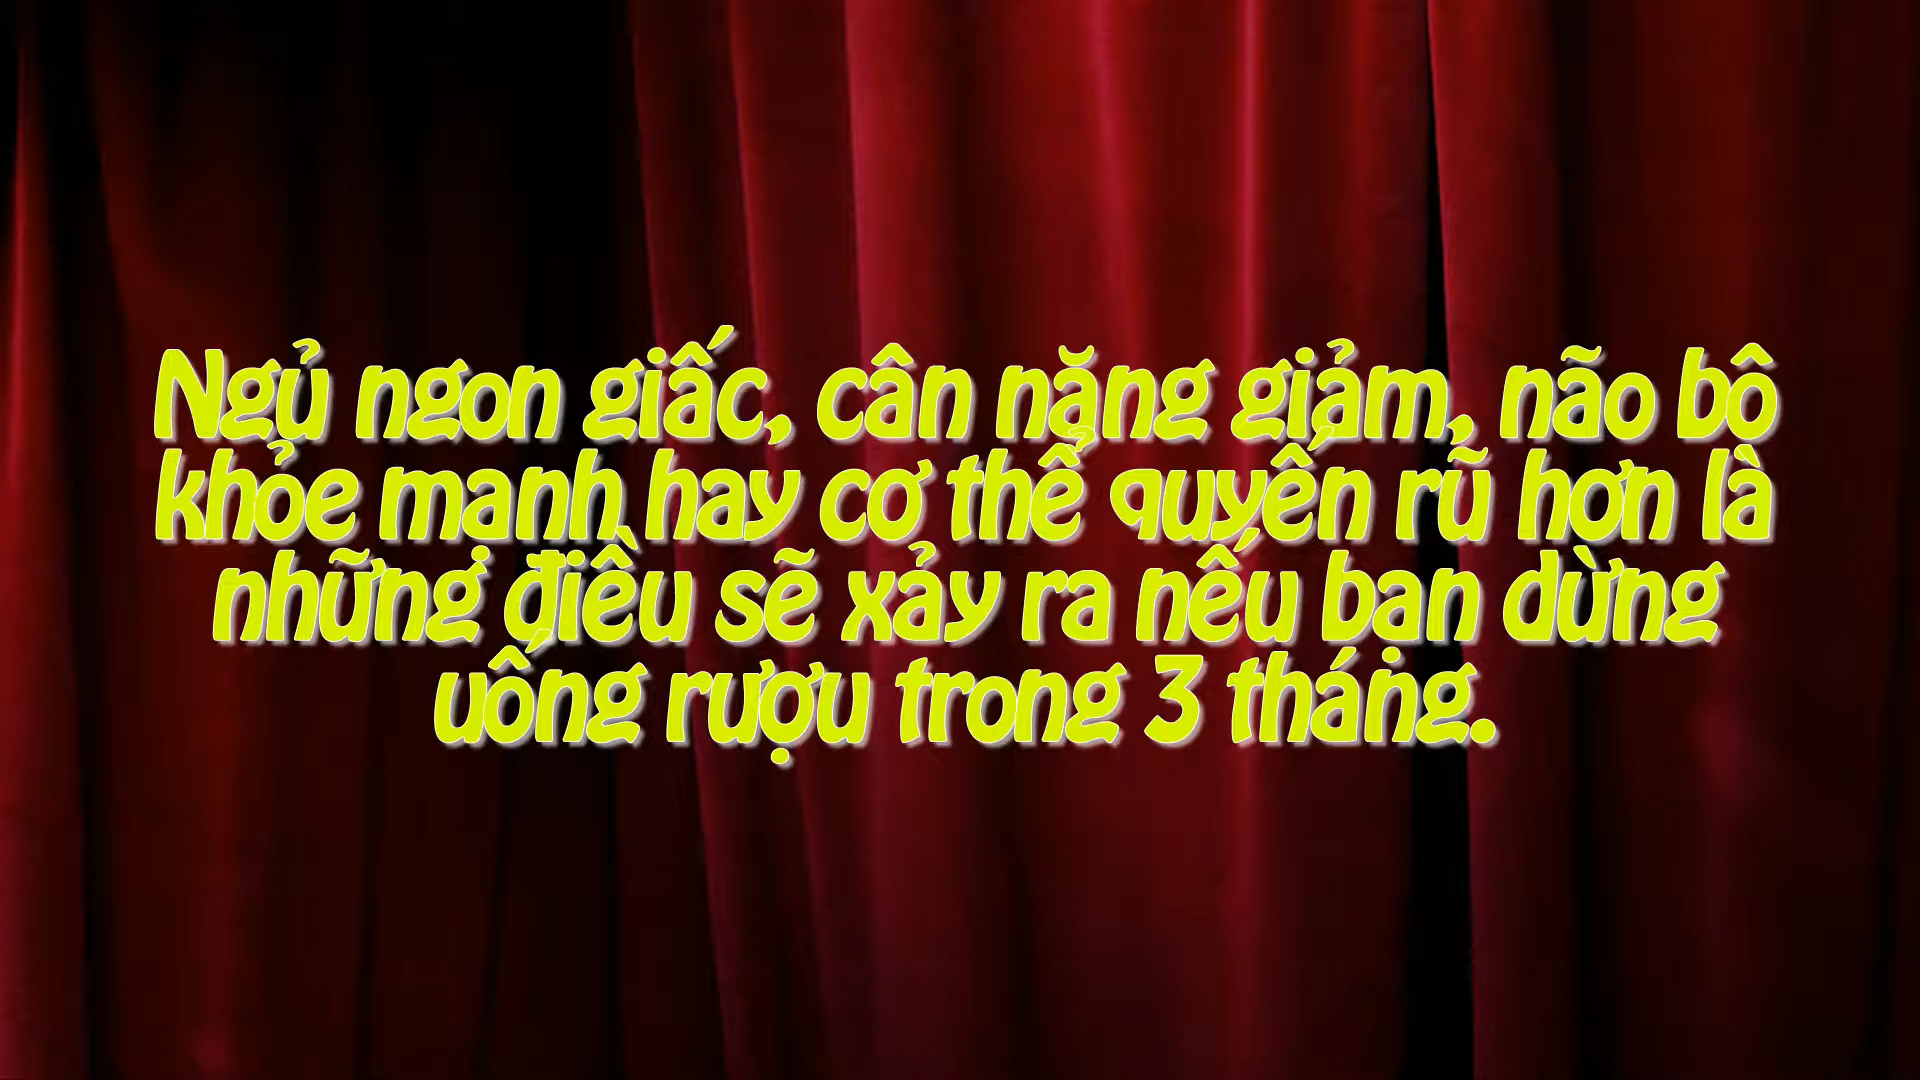 Ngủ ngon giấc, cân nặng giảm, não bộ
khỏe mạnh hay cơ thể quyến rũ hơn là
những điều sẽ xảy ra nếu bạn dừng
uống rượu trong 3 tháng.